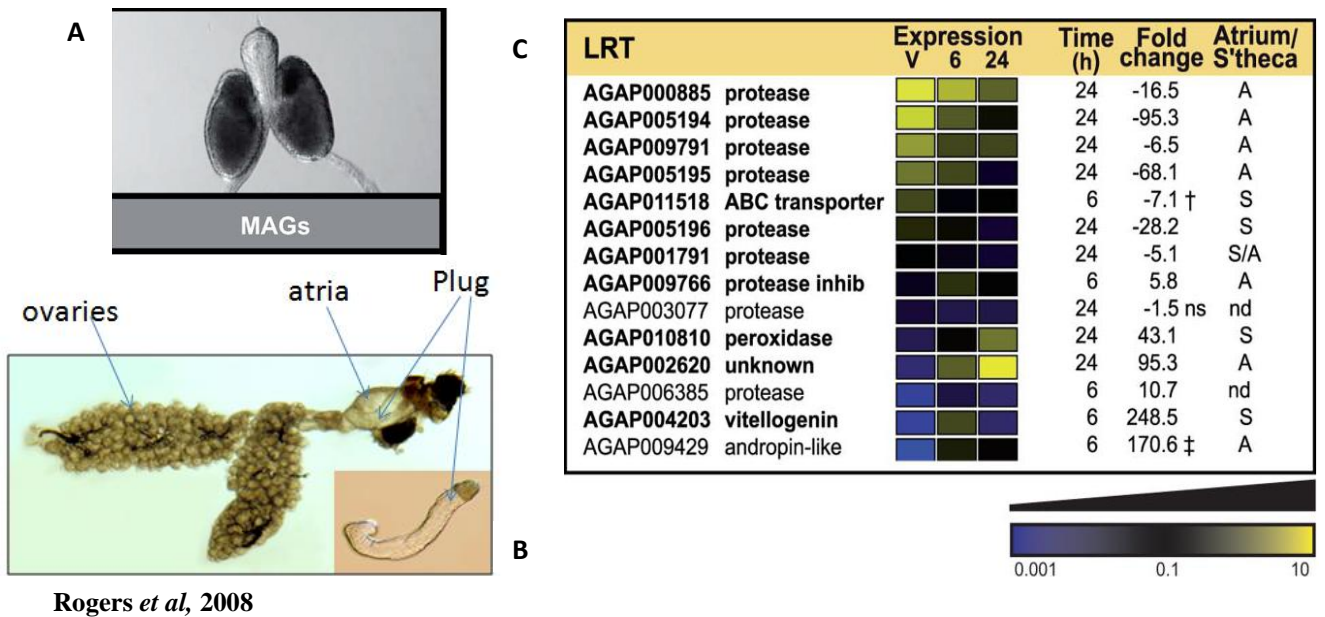 A
MAGs
ovaries
atria
Plug
B
Rogers et al, 2008
C
LRT Expression Time Fold Atrium/
V 6 24 (h) change S'theca
AGAP000885 protease 24 -16.5 A
AGAP005194 protease 24 -95.3 A
AGAP009791 protease 24 -6.5 A
AGAP005195 protease 24 -68.1 A
AGAP011518 ABC transporter 6 -7.1 † S
AGAP005196 protease 24 -28.2 S
AGAP001791 protease 24 -5.1 S/A
AGAP009766 protease inhib 6 5.8 A
AGAP003077 protease 24 -1.5 ns nd
AGAP010810 peroxidase 24 43.1 S
AGAP002620 unknown 24 95.3 A
AGAP006385 protease 6 10.7 nd
AGAP004203 vitellogenin 6 248.5 S
AGAP009429 andropin-like 6 170.6 ‡ A
0.001 0.1 10